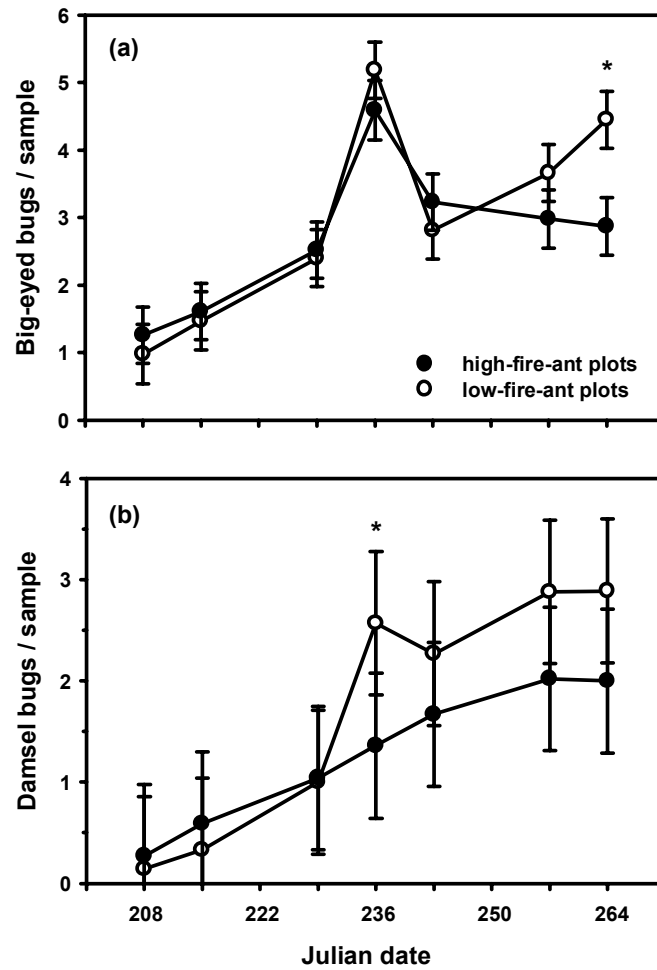 6
(a)
*
5
4
3
2
1
0
Big-eyed bugs / sample
high-fire-ant plots
low-fire-ant plots
4
(b)
*
3
2
1
0
Damsel bugs / sample
208 222 236 250 264
Julian date